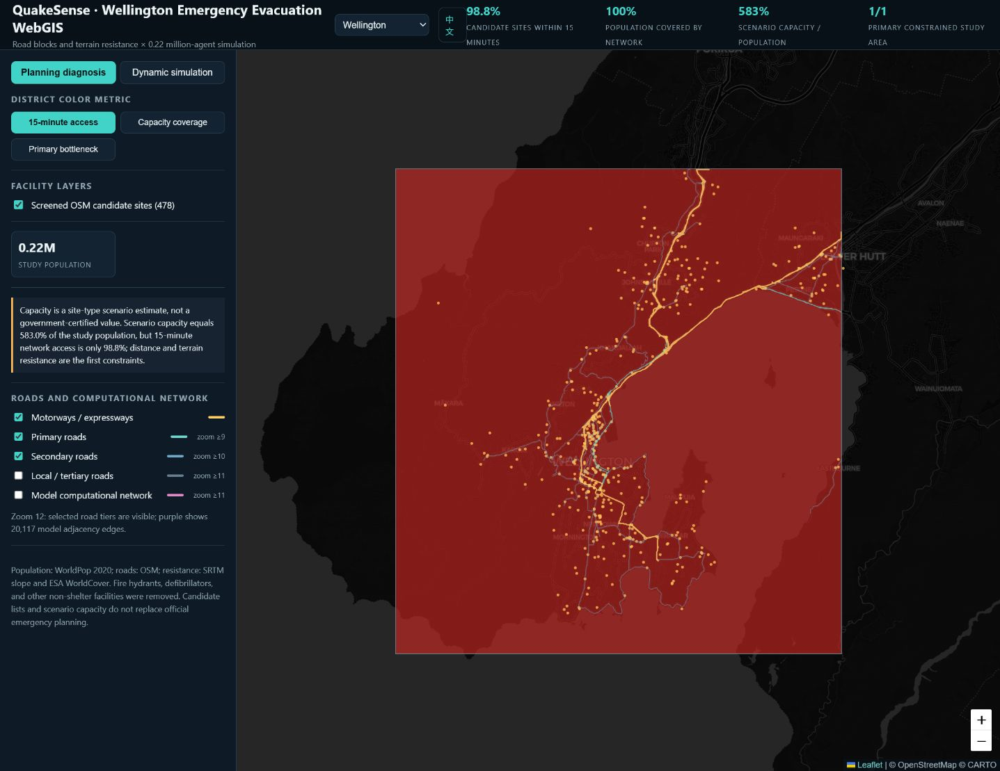 QuakeSense · Wellington Emergency Evacuation
WebGIS
Road blocks and terrain resistance × 0.22 million-agent simulation
Wellington
中
文
98.8%
CANDIDATE SITES WITHIN 15
MINUTES
100%
POPULATION COVERED BY
NETWORK
583%
SCENARIO CAPACITY /
POPULATION
1/1
PRIMARY CONSTRAINED STUDY
AREA
Planning diagnosis
Dynamic simulation
DISTRICT COLOR METRIC
15-minute access
Capacity coverage
Primary bottleneck
FACILITY LAYERS
Screened OSM candidate sites (478)
0.22M
STUDY POPULATION
Capacity is a site-type scenario estimate, not a
government-certified value. Scenario capacity equals
583.0% of the study population, but 15-minute
network access is only 98.8%; distance and terrain
resistance are the first constraints.
ROADS AND COMPUTATIONAL NETWORK
Motorways / expressways
Primary roads zoom ≥9
Secondary roads zoom ≥10
Local / tertiary roads zoom ≥11
Model computational network zoom ≥11
Zoom 12: selected road tiers are visible; purple shows
20,117 model adjacency edges.
Population: WorldPop 2020; roads: OSM; resistance: SRTM
slope and ESA WorldCover. Fire hydrants, defibrillators,
and other non-shelter facilities were removed. Candidate
lists and scenario capacity do not replace official
emergency planning.
PORIRUA
AVALON
NAENAE
MAUNGARAKI
ER HUTT
PARK
MAKARA
WAINUIOMATA
WELLINGTON
MORNINGTON
+
−
Leaflet | © OpenStreetMap © CARTO